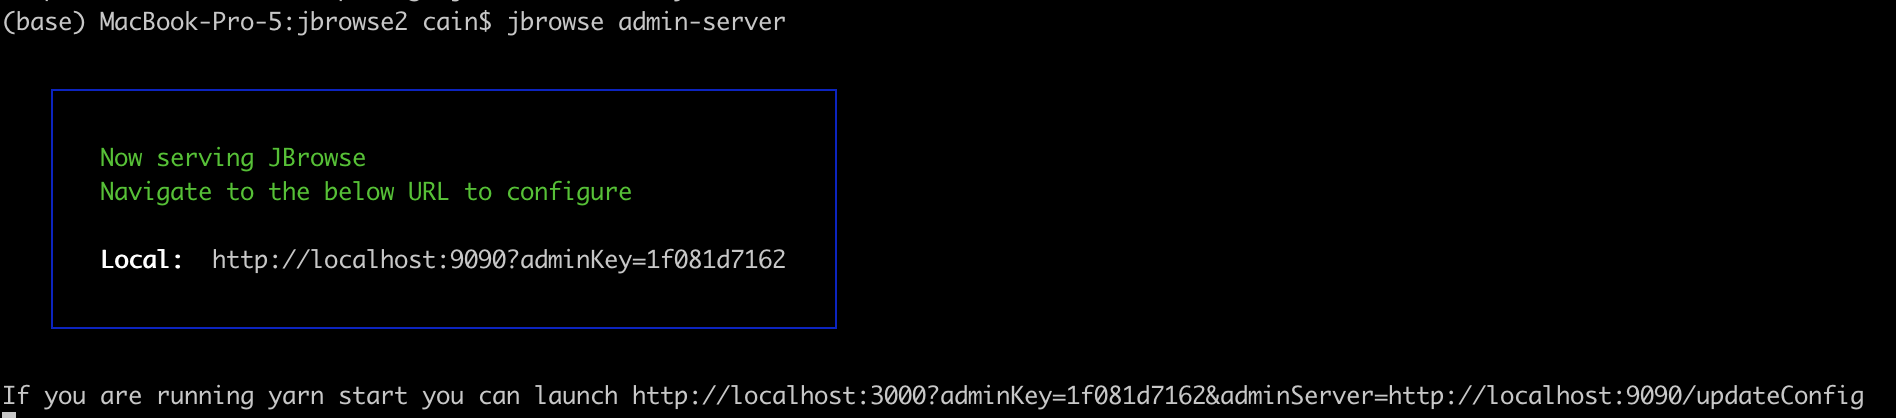 (base) MacBook-Pro-5:jbrowse2 cain$ jbrowse admin-server
Now serving JBrowse
Navigate to the below URL to configure
Local:  http://localhost:9090?adminKey=1f081d7162
If you are running yarn start you can launch http://localhost:3000?adminKey=1f081d7162&adminServer=http://localhost:9090/updateConfig